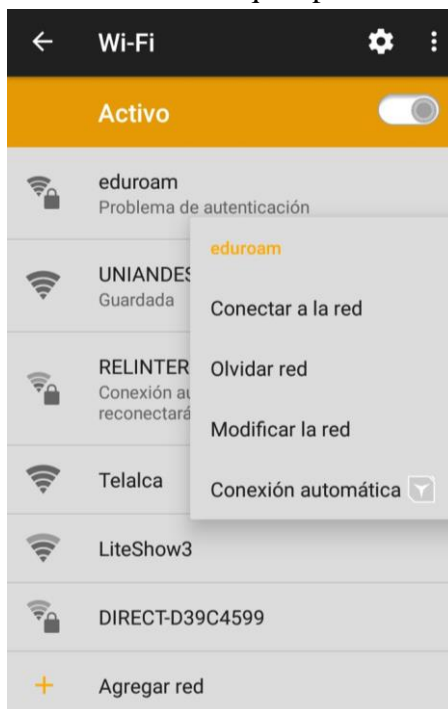 Wi-Fi
Activo
eduroam
Problema de autenticación
eduroam
UNIANDES
Guardada
Conectar a la red
RELINTER
Olvidar red
Conexión
reconectará
Modificar la red
Telalca
Conexión automática
LiteShow3
DIRECT-D39C4599
Agregar red